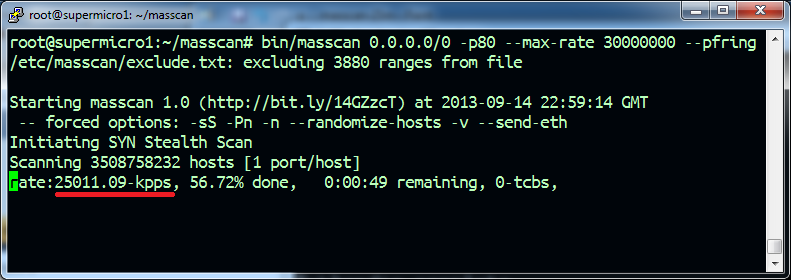 root@supermicro1: ~/masscan
root@supermicro1:~/masscan# bin/masscan 0.0.0.0/0 -p80 --max-rate 30000000 --pfring
/etc/masscan/exclude.txt: excluding 3880 ranges from file
Starting masscan 1.0 (http://bit.ly/14GZzcT) at 2013-09-14 22:59:14 GMT
 -- forced options: -sS -Pn -n --randomize-hosts -v --send-eth
Initiating SYN Stealth Scan
Scanning 3508758232 hosts [1 port/host]
rate:25011.09-kpps, 56.72% done,   0:00:49 remaining, 0-tcbs,